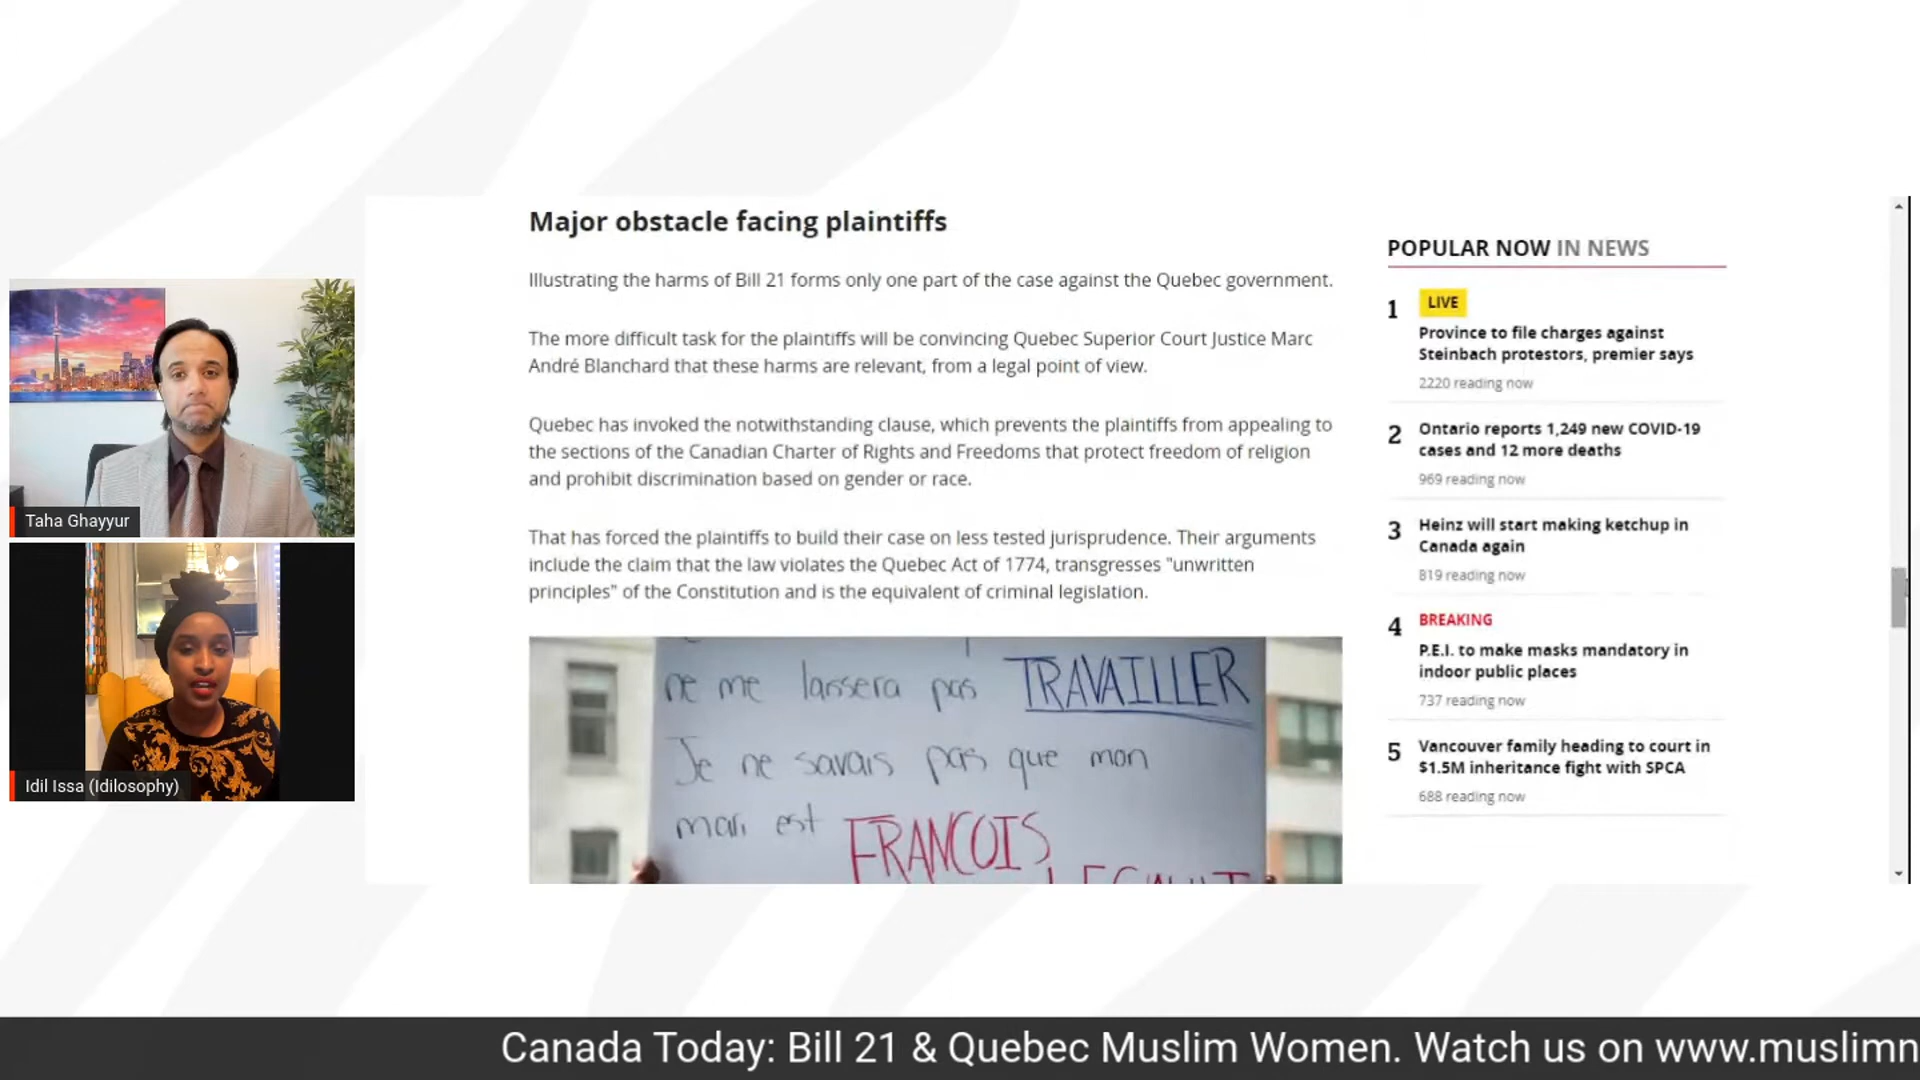 Major obstacle facing plaintiffs
Illustrating the harms of Bill 21 forms only one part of the case against the Quebec government.
The more difficult task for the plaintiffs will be convincing Quebec Superior Court Justice Marc
André Blanchard that these harms are relevant, from a legal point of view.
Quebec has invoked the notwithstanding clause, which prevents the plaintiffs from appealing to
the sections of the Canadian Charter of Rights and Freedoms that protect freedom of religion
and prohibit discrimination based on gender or race.
That has forced the plaintiffs to build their case on less tested jurisprudence. Their arguments
include the claim that the law violates the Quebec Act of 1774, transgresses "unwritten
principles" of the Constitution and is the equivalent of criminal legislation.
ne me laissera pas TRAVAILLER
Je ne savais pas que mon
mari est FRANCOIS
POPULAR NOW IN NEWS
1
LIVE
Province to file charges against
Steinbach protestors, premier says
2220 reading now
2
Ontario reports 1,249 new COVID-19
cases and 12 more deaths
969 reading now
3
Heinz will start making ketchup in
Canada again
819 reading now
4
BREAKING
P.E.I. to make masks mandatory in
indoor public places
737 reading now
5
Vancouver family heading to court in
$1.5M inheritance fight with SPCA
688 reading now
Taha Ghayyur
Idil Issa (Idilosophy)
Canada Today: Bill 21 & Quebec Muslim Women. Watch us on www.muslimn